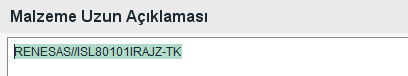 Malzeme Uzun Açıklaması
RENESAS//ISL80101IRAJZ-TK